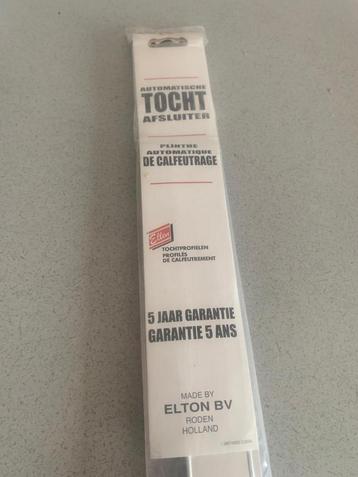 AUTOMATISCHE
TOCHT
AFSLUITER
PLINTHE
AUTOMATIQUE
DE CALFEUTRAGE
Ellen
TOCHTPROFIELEN
PROFILÉS
DE CALFEUTREMENT
5 JAAR GARANTIE
GARANTIE 5 ANS
MADE BY
ELTON BV
RODEN
HOLLAND